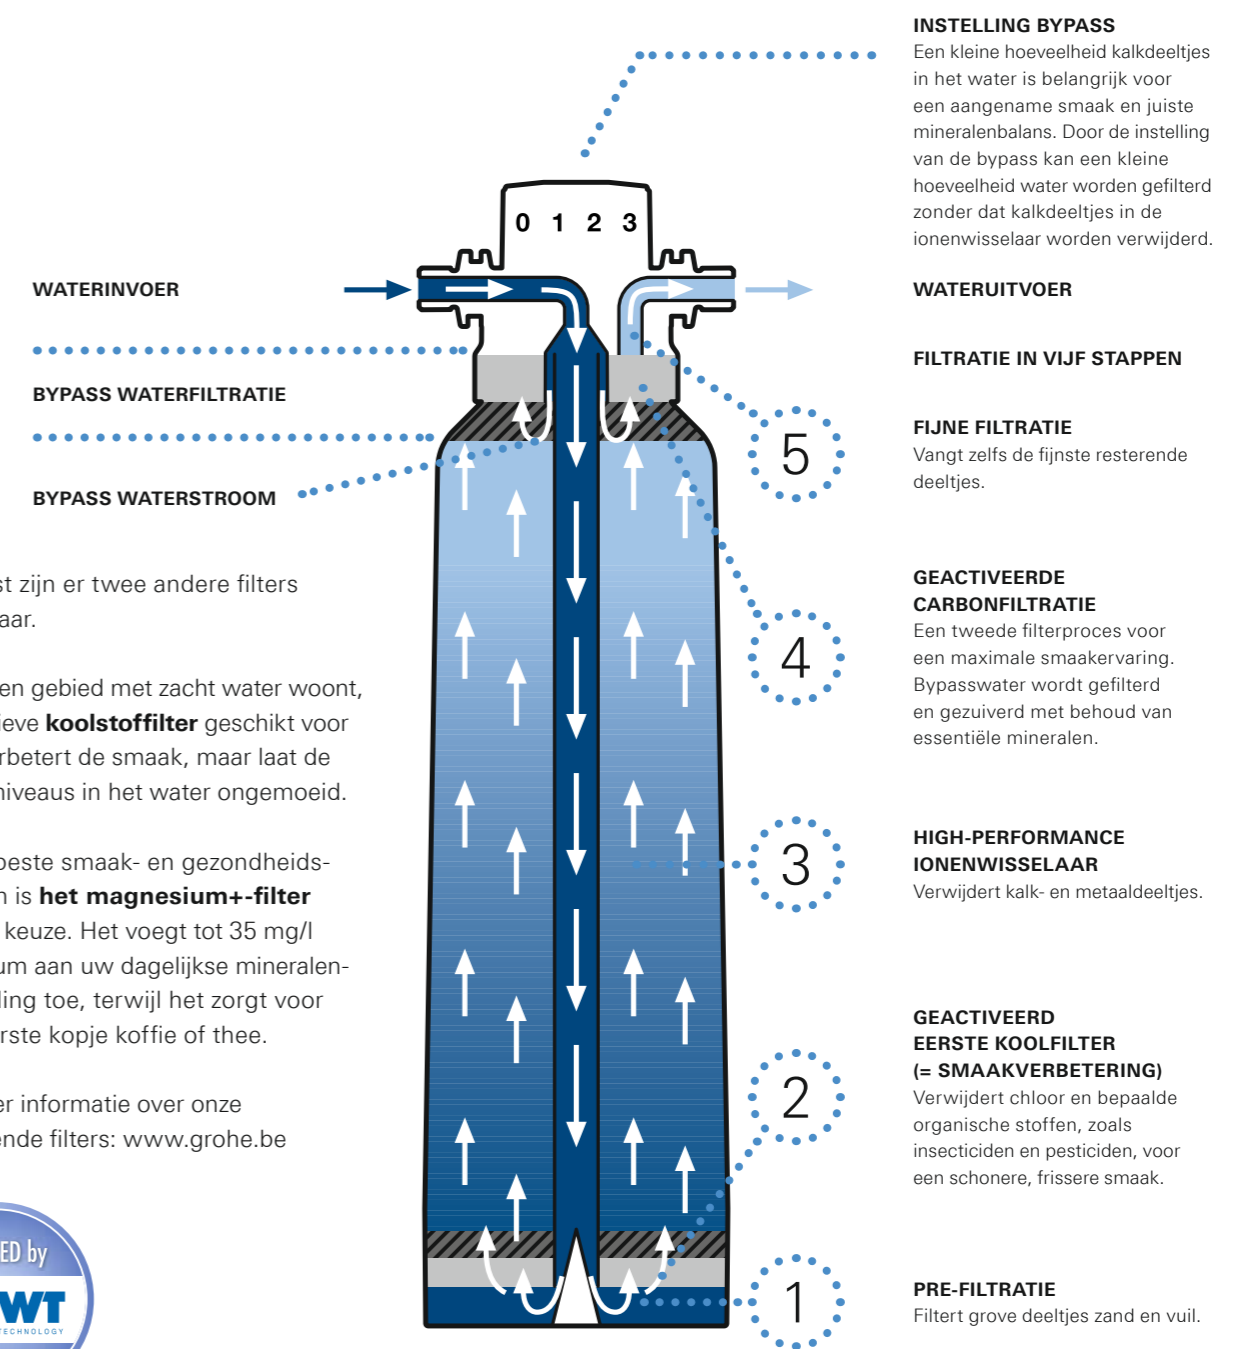 INSTELLING BYPASS
Een kleine hoeveelheid kalkdeeltjes
in het water is belangrijk voor
een aangename smaak en juiste
mineralenbalans. Door de instelling
van de bypass kan een kleine
hoeveelheid water worden gefilterd
zonder dat kalkdeeltjes in de
ionenwisselaar worden verwijderd.
0 1 2 3
WATERINVOER
WATERUITVOER
BYPASS WATERFILTRATIE
BYPASS WATERSTROOM
FILTRATIE IN VIJF STAPPEN
5
FIJNE FILTRATIE
Vangt zelfs de fijnste resterende
deeltjes.
4
GEACTIVEERDE
CARBONFILTRATIE
Een tweede filterproces voor
een maximale smaakervaring.
Bypasswater wordt gefilterd
en gezuiverd met behoud van
essentiële mineralen.
3
HIGH-PERFORMANCE
IONENWISSELAAR
Verwijdert kalk- en metaaldeeltjes.
2
GEACTIVEERD
EERSTE KOOLFILTER
(= SMAAKVERBETERING)
Verwijdert chloor en bepaalde
organische stoffen, zoals
insecticiden en pesticiden, voor
een schonere, frissere smaak.
1
PRE-FILTRATIE
Filtert grove deeltjes zand en vuil.
st zijn er twee andere filters
aar.
en gebied met zacht water woont,
ieve koolstoffilter geschikt voor
rbetert de smaak, maar laat de
niveaus in het water ongemoeid.
beste smaak- en gezondheids-
n is het magnesium+-filter
keuze. Het voegt tot 35 mg/l
um aan uw dagelijkse mineralen-
ling toe, terwijl het zorgt voor
rste kopje koffie of thee.
er informatie over onze
ende filters: www.grohe.be
ED by
WT
TECHNOLOGY